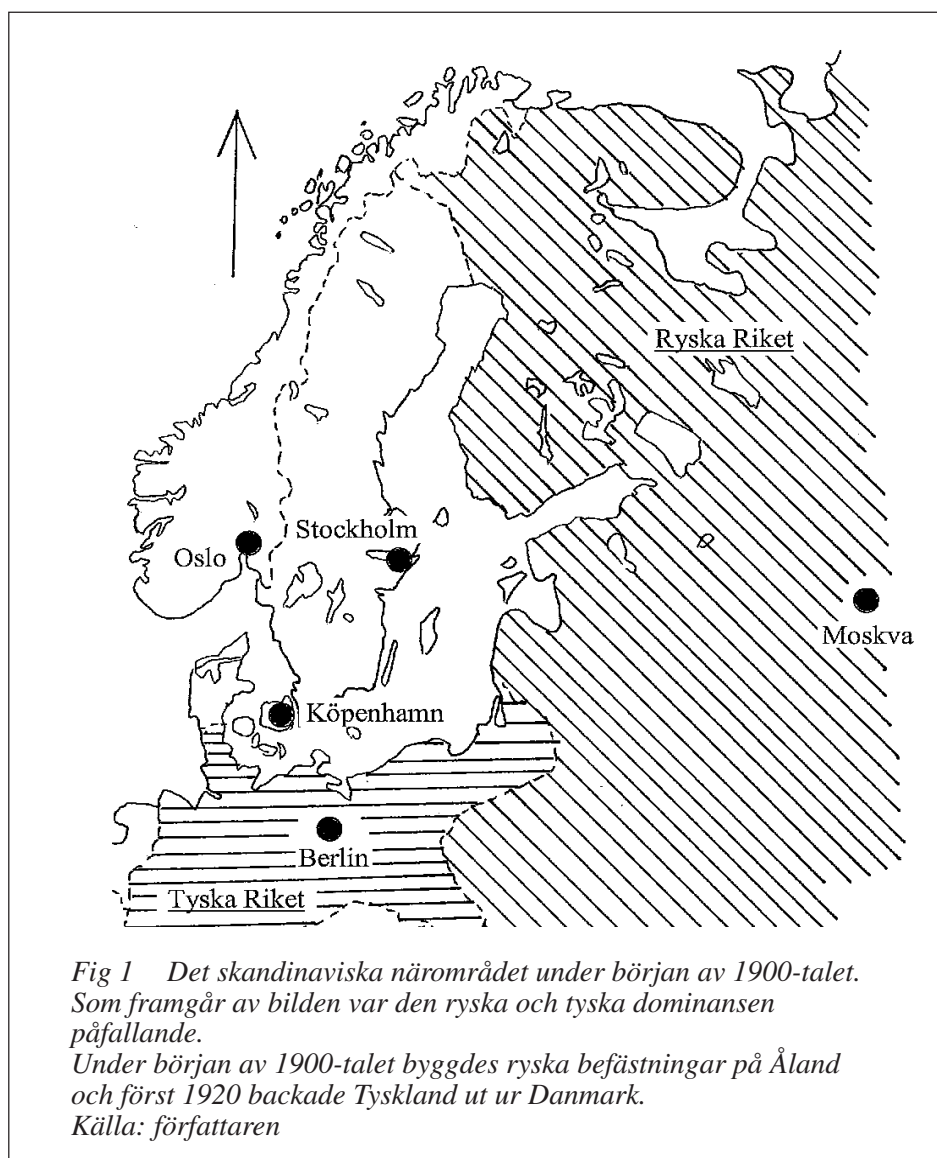 Ryska Riket
Stockholm
Oslo
Moskva
Köpenhamn
Berlin
Tyska Riket
Fig 1 Det skandinaviska närområdet under början av 1900-talet.
Som framgår av bilden var den ryska och tyska dominansen
påfallande.
Under början av 1900-talet byggdes ryska befästningar på Åland
och först 1920 backade Tyskland ut ur Danmark.
Källa: författaren